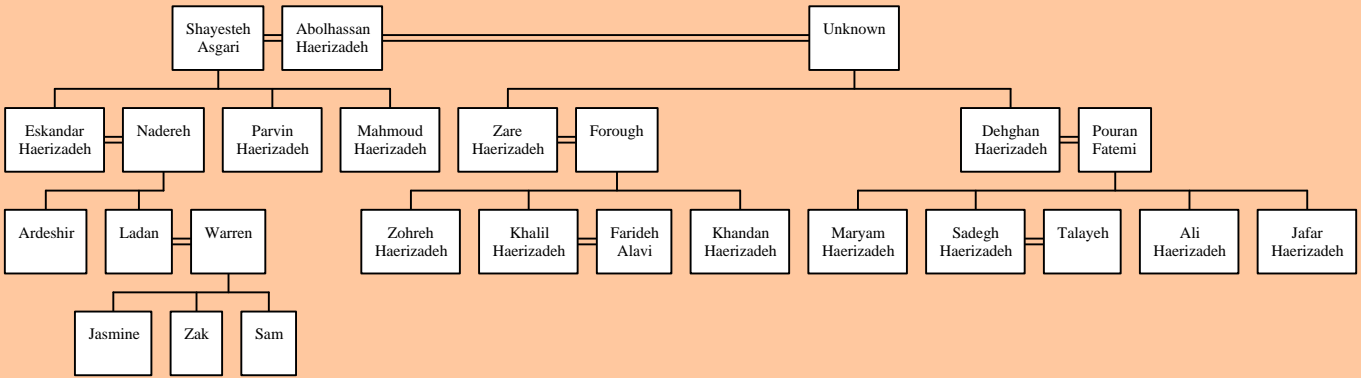 Shayesteh
Asgari
Abolhassan
Haerizadeh
Unknown
Eskandar
Haerizadeh
Nadereh
Parvin
Haerizadeh
Mahmoud
Haerizadeh
Zare
Haerizadeh
Forough
Dehghan
Haerizadeh
Pouran
Fatemi
Ardeshir
Ladan
Warren
Zohreh
Haerizadeh
Khalil
Haerizadeh
Farideh
Alavi
Khandan
Haerizadeh
Maryam
Haerizadeh
Sadegh
Haerizadeh
Talayeh
Ali
Haerizadeh
Jafar
Haerizadeh
Jasmine
Zak
Sam